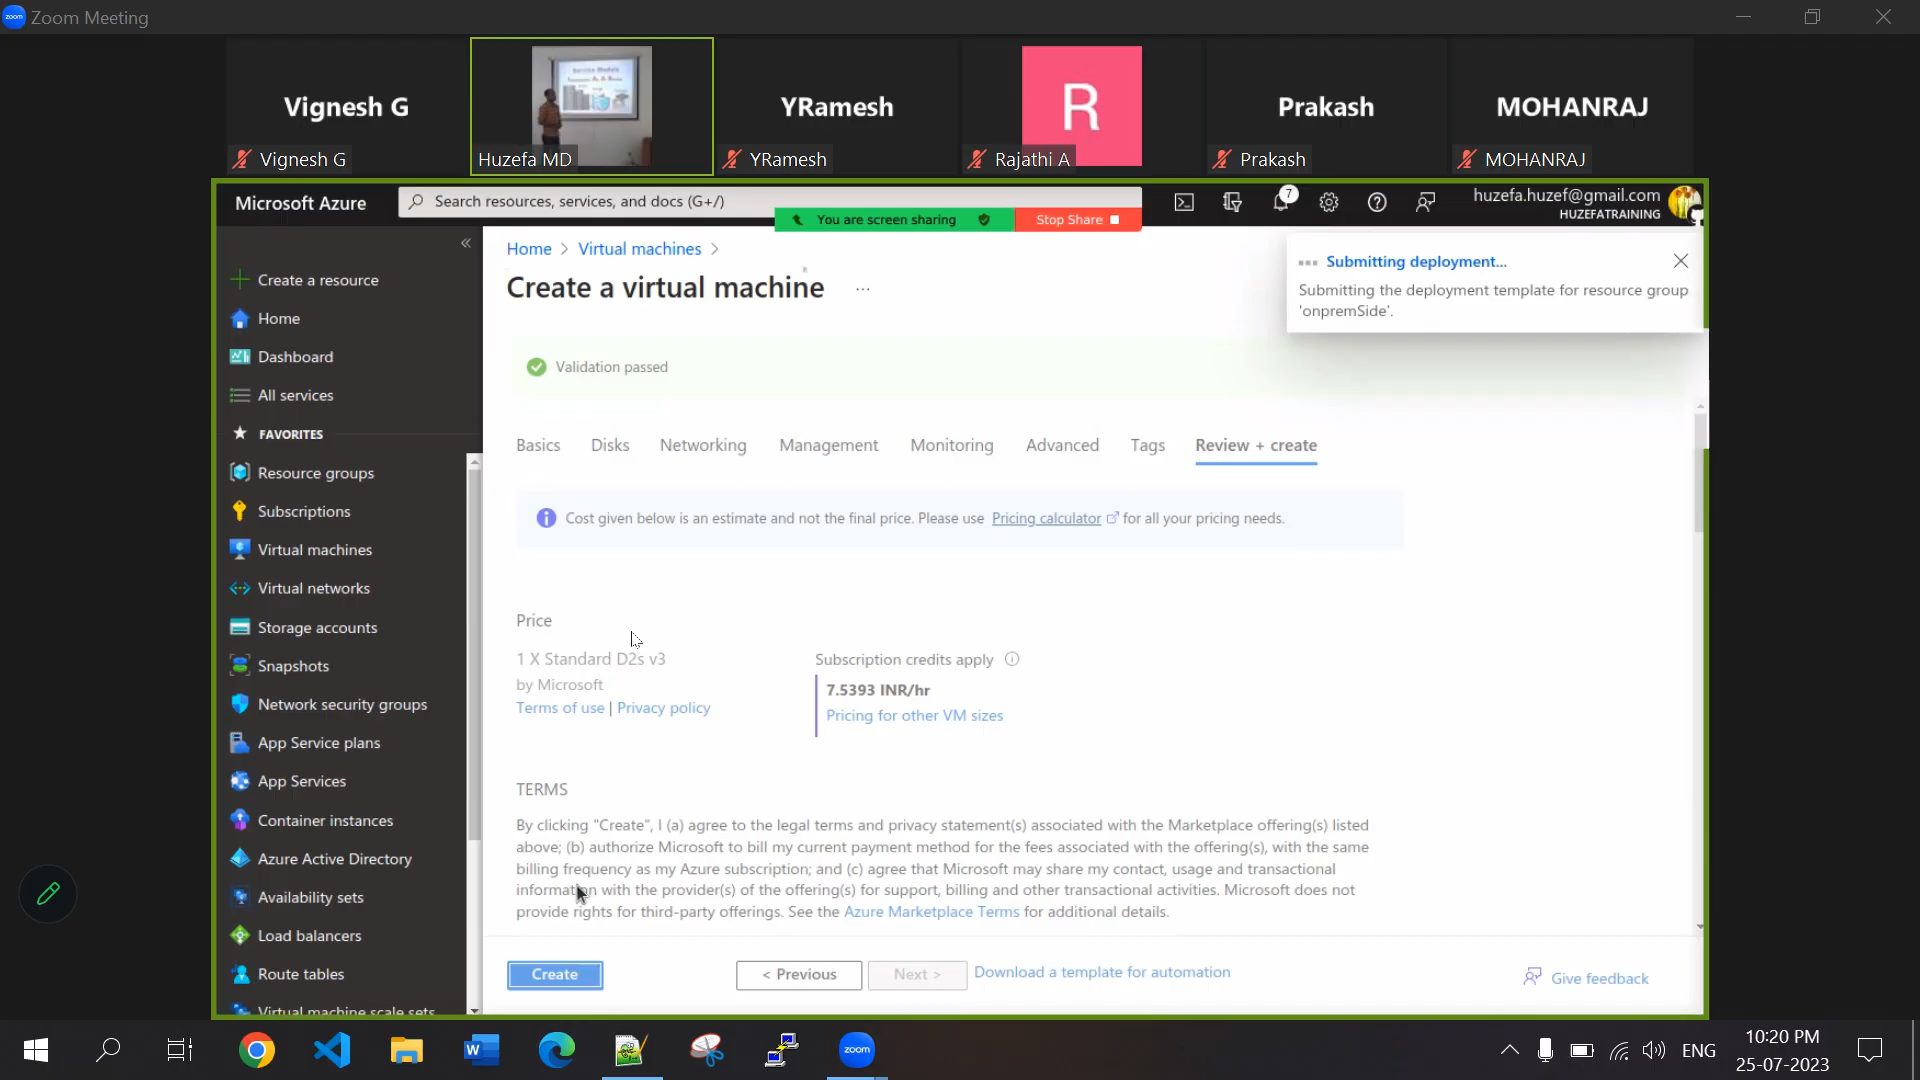 zoom Zoom Meeting
Vignesh G
YRamesh
R
Prakash
MOHANRAJ
Vignesh G
Huzefa MD
YRamesh
Rajathi A
Prakash
MOHANRAJ
Microsoft Azure
Search resources, services, and docs (G+/)
7
huzefa.huzef@gmail.com
HUZEFATRAINING
You are screen sharing
Stop Share
Home > Virtual machines >
Create a virtual machine ...
Submitting deployment...
Submitting the deployment template for resource group
'onpremSide'.
Create a resource
Home
Dashboard
All services
FAVORITES
Resource groups
Subscriptions
Virtual machines
Virtual networks
Storage accounts
Snapshots
Network security groups
App Service plans
App Services
Container instances
Azure Active Directory
Availability sets
Load balancers
Route tables
Virtual machine scale sets
Validation passed
Basics Disks Networking Management Monitoring Advanced Tags Review + create
Cost given below is an estimate and not the final price. Please use Pricing calculator for all your pricing needs.
Price
1 X Standard D2s v3
by Microsoft
Terms of use | Privacy policy
Subscription credits apply
7.5393 INR/hr
Pricing for other VM sizes
TERMS
By clicking "Create", I (a) agree to the legal terms and privacy statement(s) associated with the Marketplace offering(s) listed
above; (b) authorize Microsoft to bill my current payment method for the fees associated with the offering(s), with the same
billing frequency as my Azure subscription; and (c) agree that Microsoft may share my contact, usage and transactional
information with the provider(s) of the offering(s) for support, billing and other transactional activities. Microsoft does not
provide rights for third-party offerings. See the Azure Marketplace Terms for additional details.
Create
< Previous
Next >
Download a template for automation
Give feedback
W
zoom
ENG
10:20 PM
25-07-2023